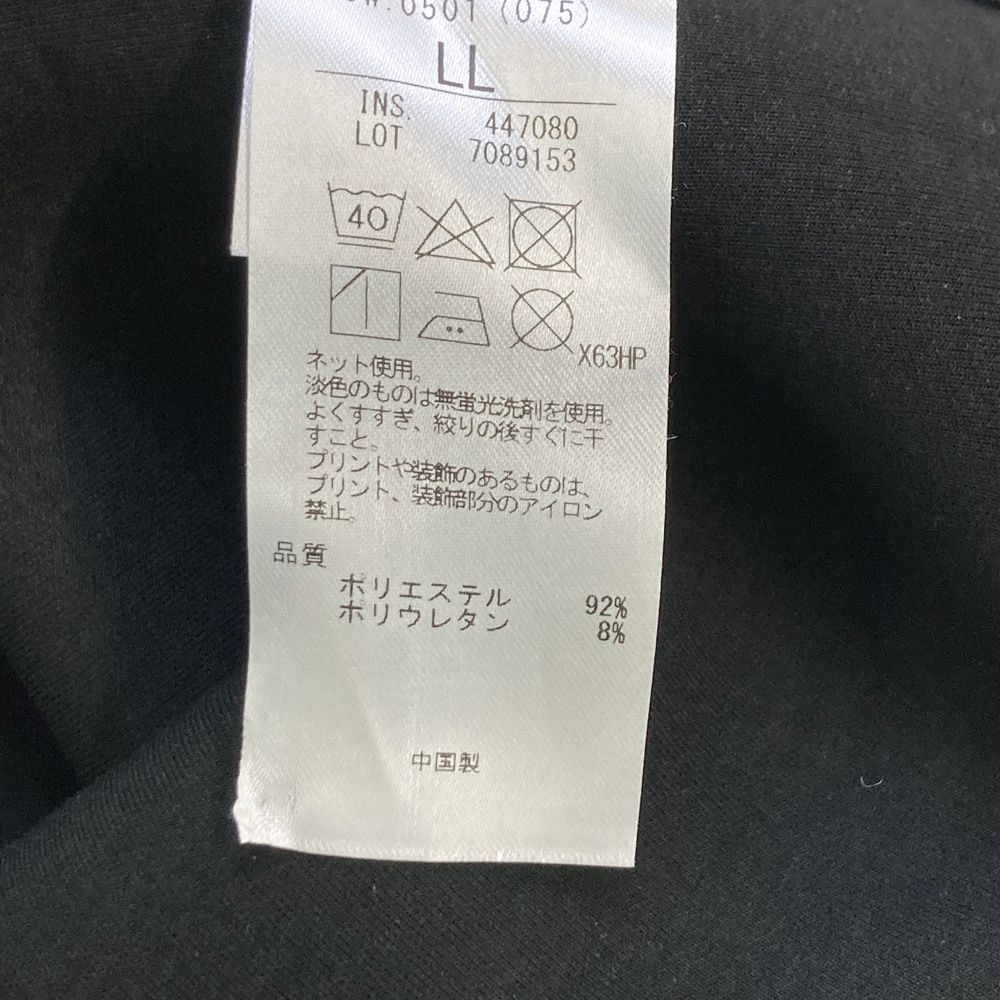 0501 (075)
LL
INS. 447080
LOT 7089153
40
X63HP
ネット使用。
淡色のものは無蛍光洗剤を使用。
よくすすぎ、絞りの後すぐに干
すこと。
プリントや装飾のあるものは、
プリント、装飾部分のアイロン
禁止。
品質
ポリエステル 92%
ポリウレタン 8%
中国製